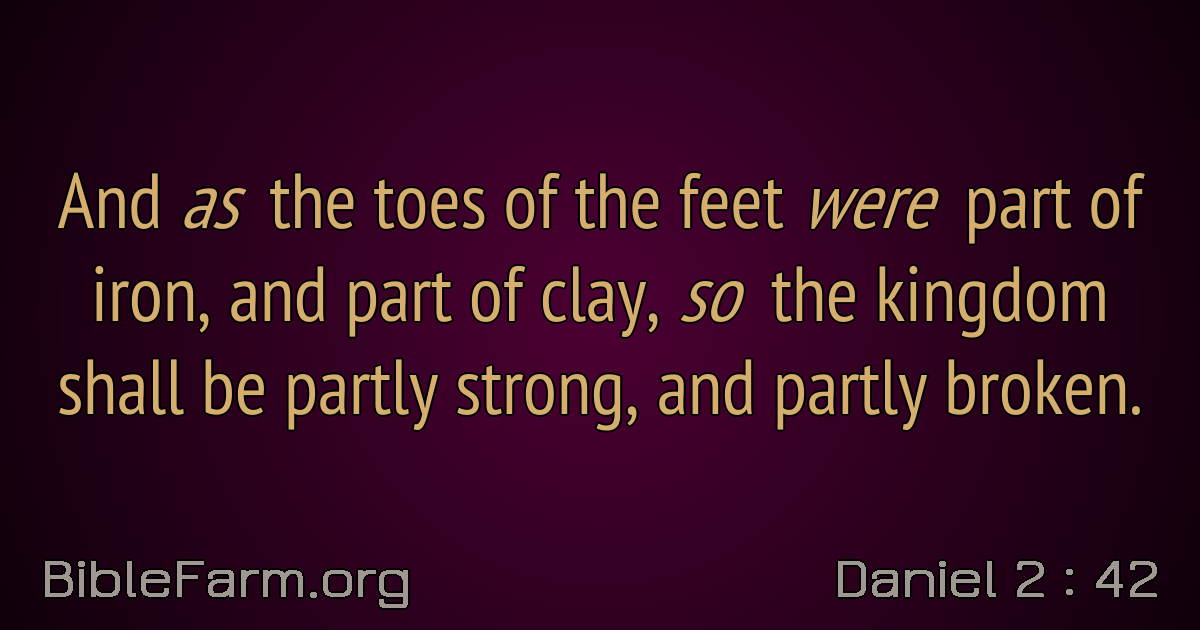 And as the toes of the feet were part of
iron, and part of clay, so the kingdom
shall be partly strong, and partly broken.
BibleFarm.org
Daniel 2 : 42